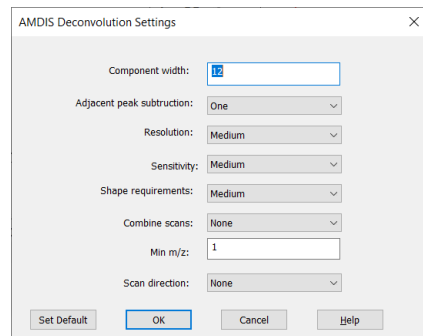 AMDIS Deconvolution Settings
Component width: 12
Adjacent peak subtruction: One
Resolution: Medium
Sensitivity: Medium
Shape requirements: Medium
Combine scans: None
Min m/z: 1
Scan direction: None
Set Default OK Cancel Help